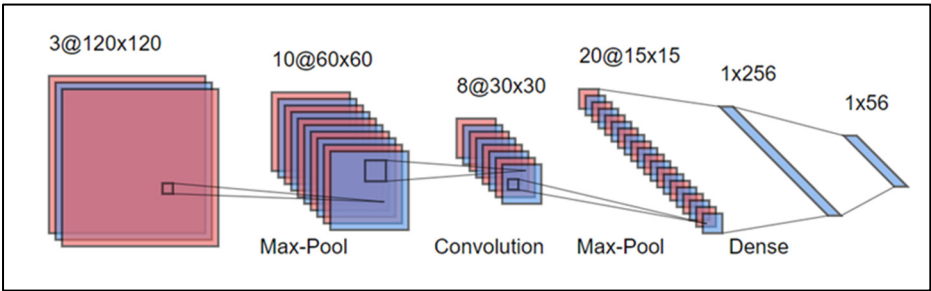 3@120x120
10@60x60
8@30x30
20@15x15
1x256
1x56
Max-Pool
Convolution
Max-Pool
Dense